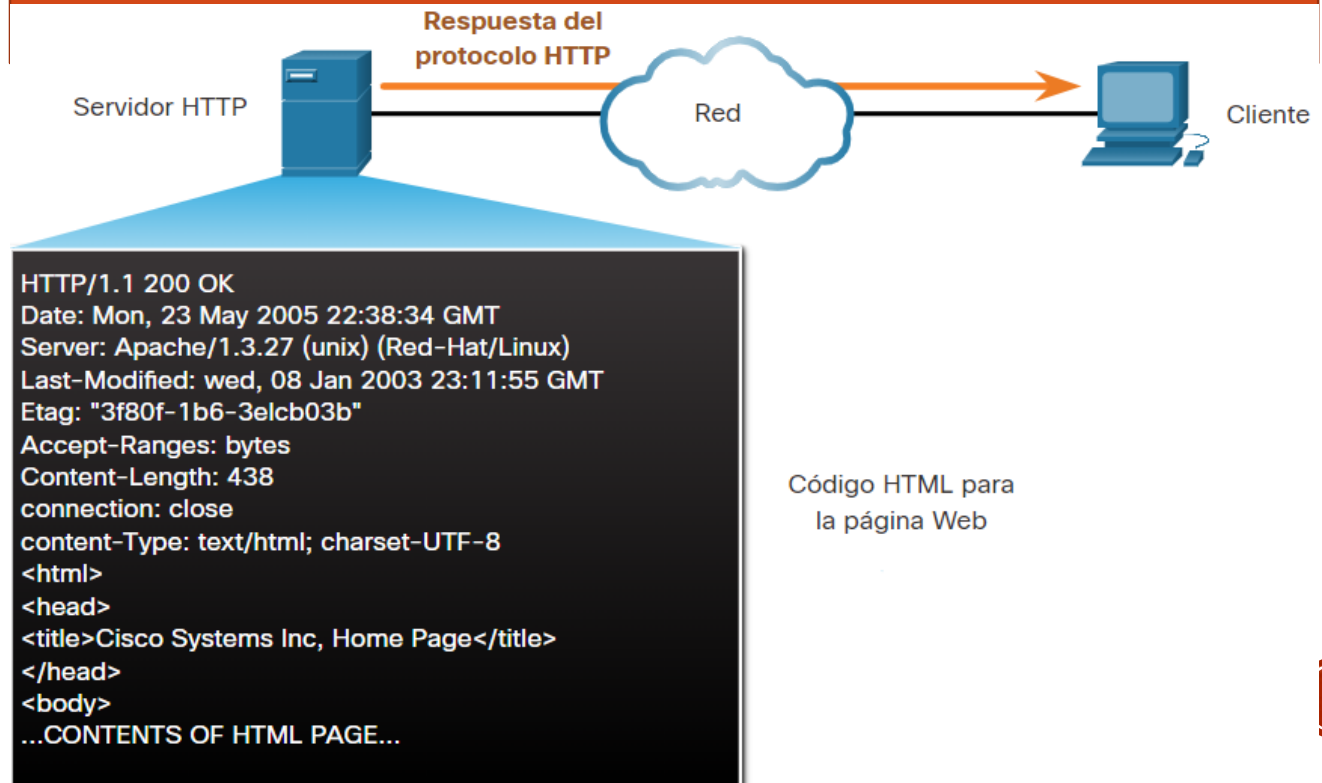 Respuesta del
protocolo HTTP
Servidor HTTP
Red
Cliente
HTTP/1.1 200 OK
Date: Mon, 23 May 2005 22:38:34 GMT
Server: Apache/1.3.27 (unix) (Red-Hat/Linux)
Last-Modified: wed, 08 Jan 2003 23:11:55 GMT
Etag: "3f80f-1b6-3elcb03b"
Accept-Ranges: bytes
Content-Length: 438
connection: close
content-Type: text/html; charset-UTF-8
<html>
<head>
<title>Cisco Systems Inc, Home Page</title>
</head>
<body>
...CONTENTS OF HTML PAGE...
Código HTML para
la página Web